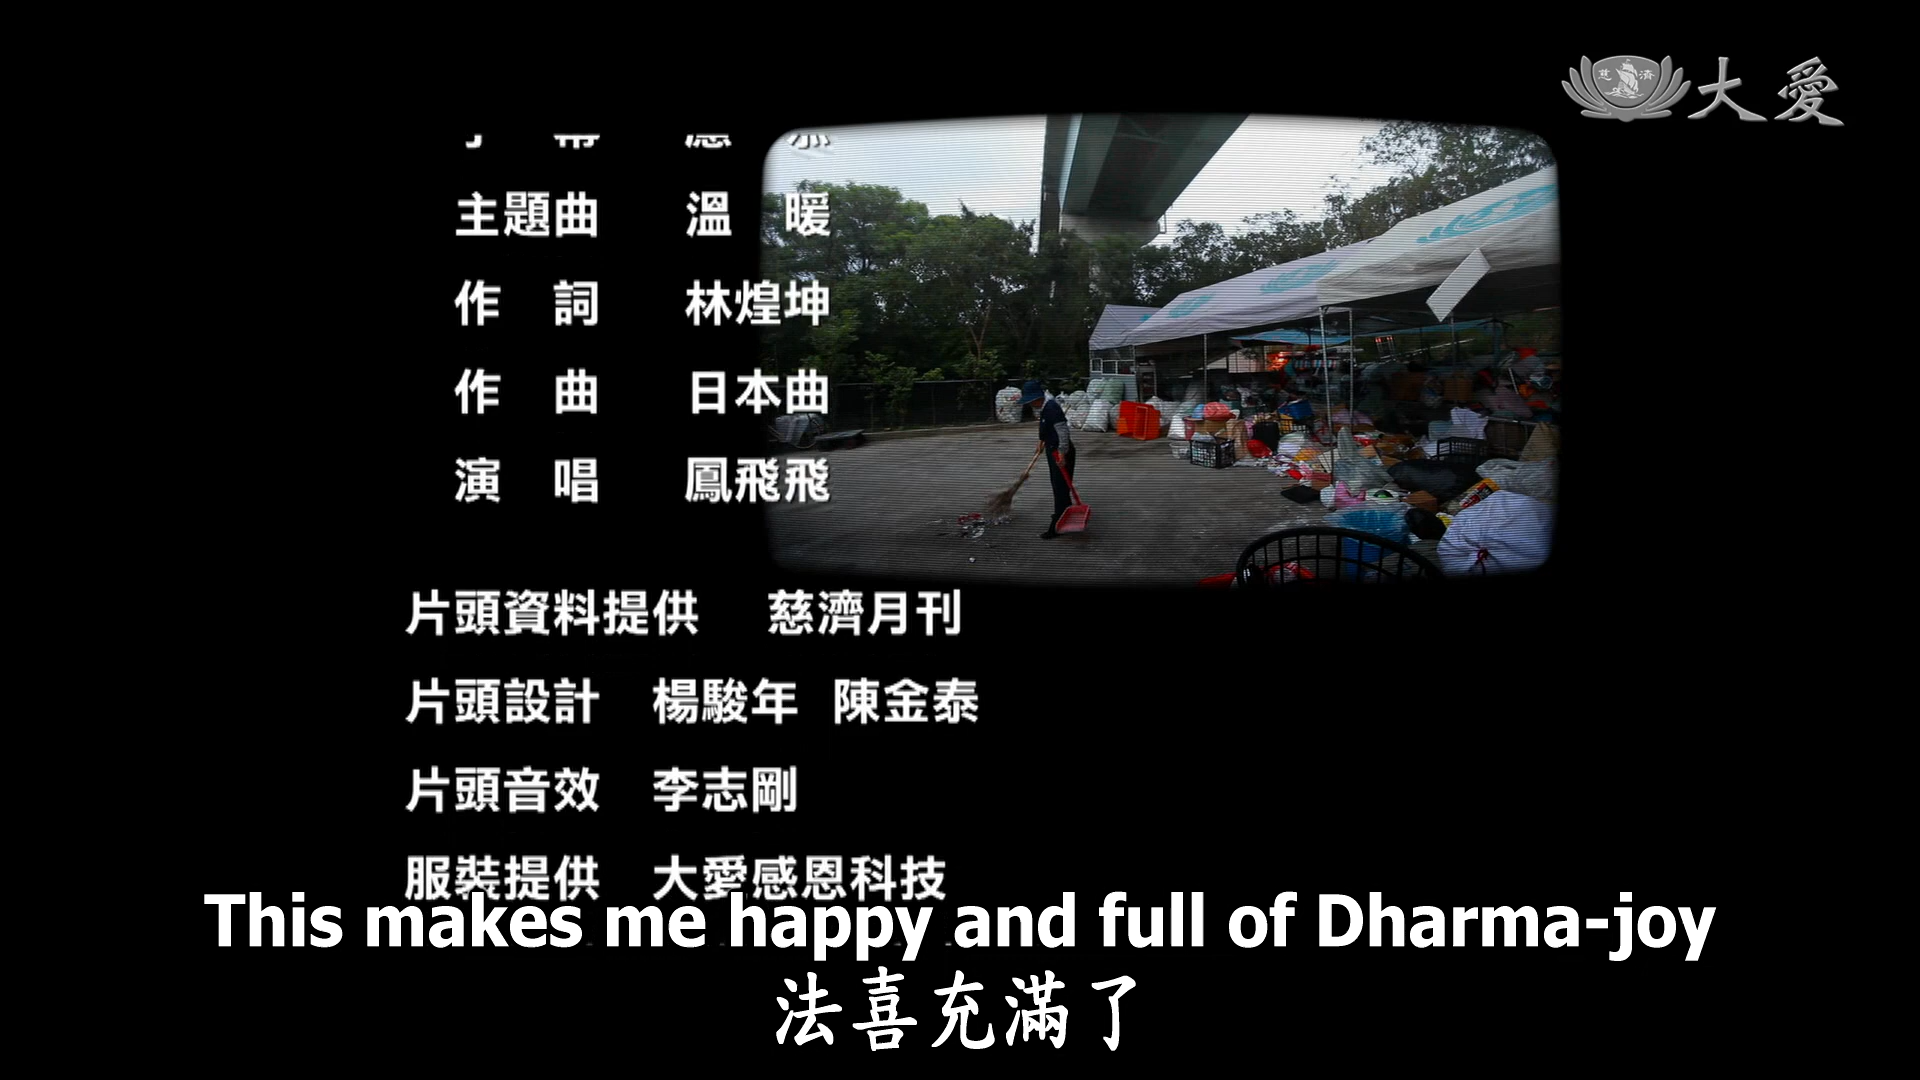 慈濟 大愛
主題曲 溫暖
作詞 林煌坤
作曲 日本曲
演唱 鳳飛飛
片頭資料提供 慈濟月刊
片頭設計 楊駿年 陳金泰
片頭音效 李志剛
服裝提供 大愛感恩科技
This makes me happy and full of Dharma-joy
法喜充滿了